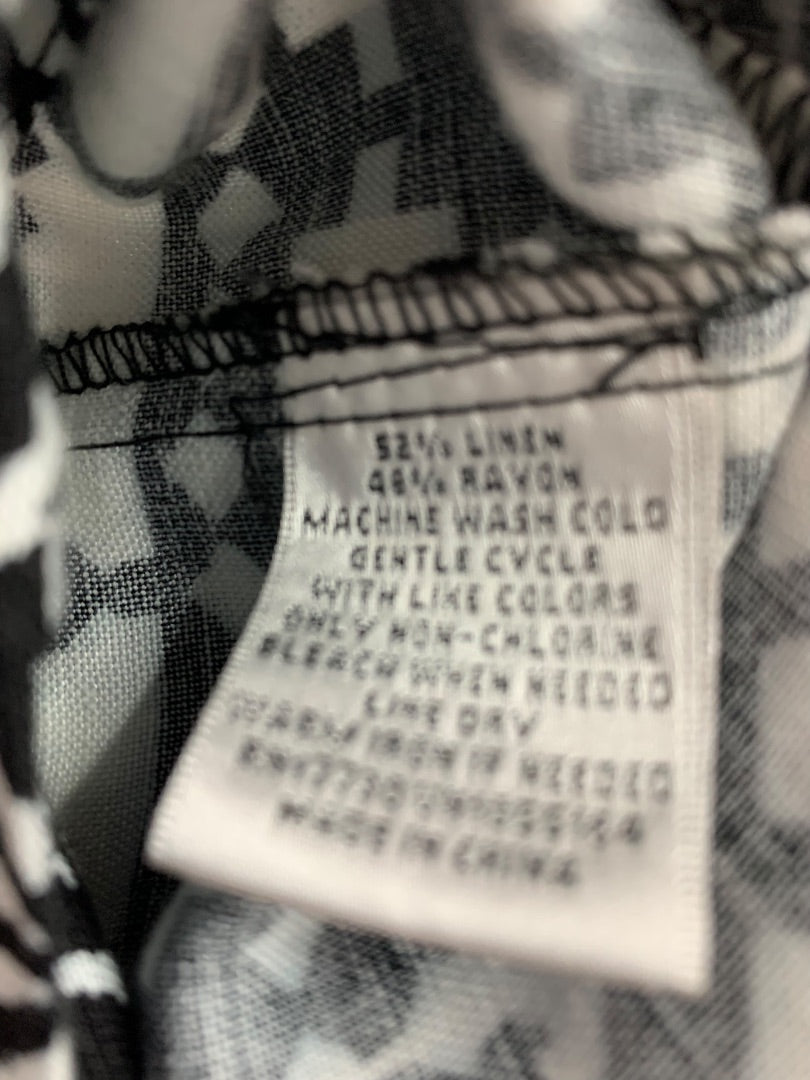 52% LINEN
48% RAYON
MACHINE WASH COLD
GENTLE CYCLE
WITH LIKE COLORS
ONLY NON-CHLORINE
BLEACH WHEN NEEDED
LINE DRY
WARM IRON IF NEEDED
MADE IN CHINA